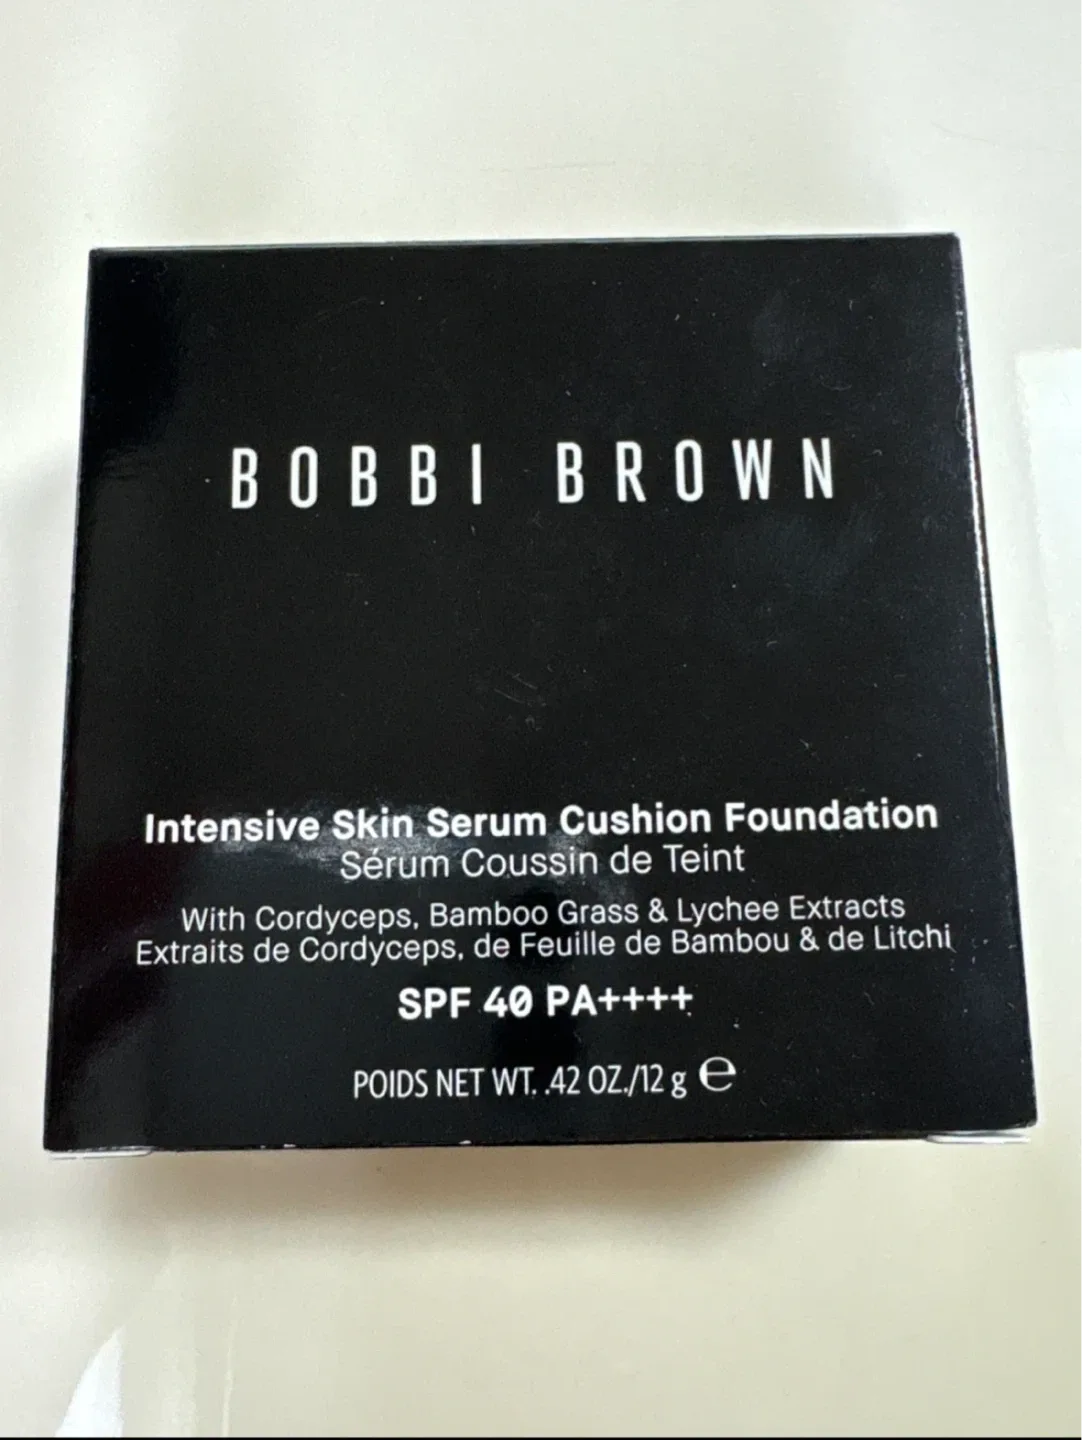 BOBBI BROWN
Intensive Skin Serum Cushion Foundation
Sérum Coussin de Teint
With Cordyceps, Bamboo Grass & Lychee Extracts
Extraits de Cordyceps, de Feuille de Bambou & de Litchi
SPF 40 PA++++
POIDS NET WT. .42 OZ./12 g ℮